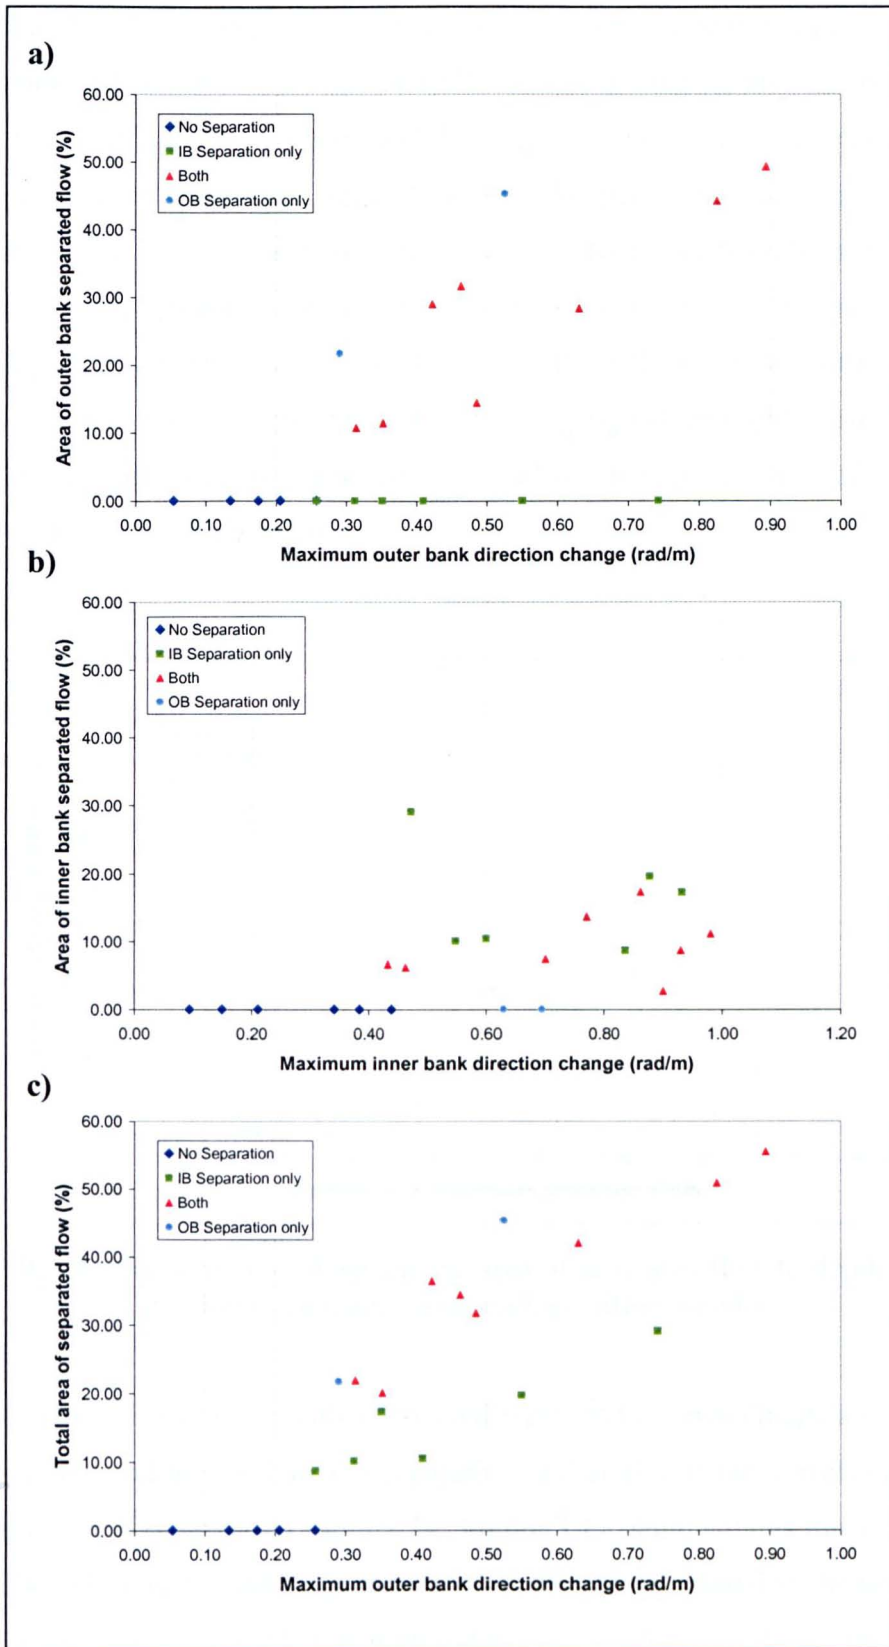 a)
60.00
50.00
40.00
30.00
20.00
10.00
0.00
Area of outer bank separated flow (%)
No Separation
IB Separation only
Both
OB Separation only
0.00 0.10 0.20 0.30 0.40 0.50 0.60 0.70 0.80 0.90 1.00
Maximum outer bank direction change (rad/m)
b)
60.00
50.00
40.00
30.00
20.00
10.00
0.00
Area of inner bank separated flow (%)
No Separation
IB Separation only
Both
OB Separation only
0.00 0.20 0.40 0.60 0.80 1.00 1.20
Maximum inner bank direction change (rad/m)
c)
60.00
50.00
40.00
30.00
20.00
10.00
0.00
Total area of separated flow (%)
No Separation
IB Separation only
Both
OB Separation only
0.00 0.10 0.20 0.30 0.40 0.50 0.60 0.70 0.80 0.90 1.00
Maximum outer bank direction change (rad/m)